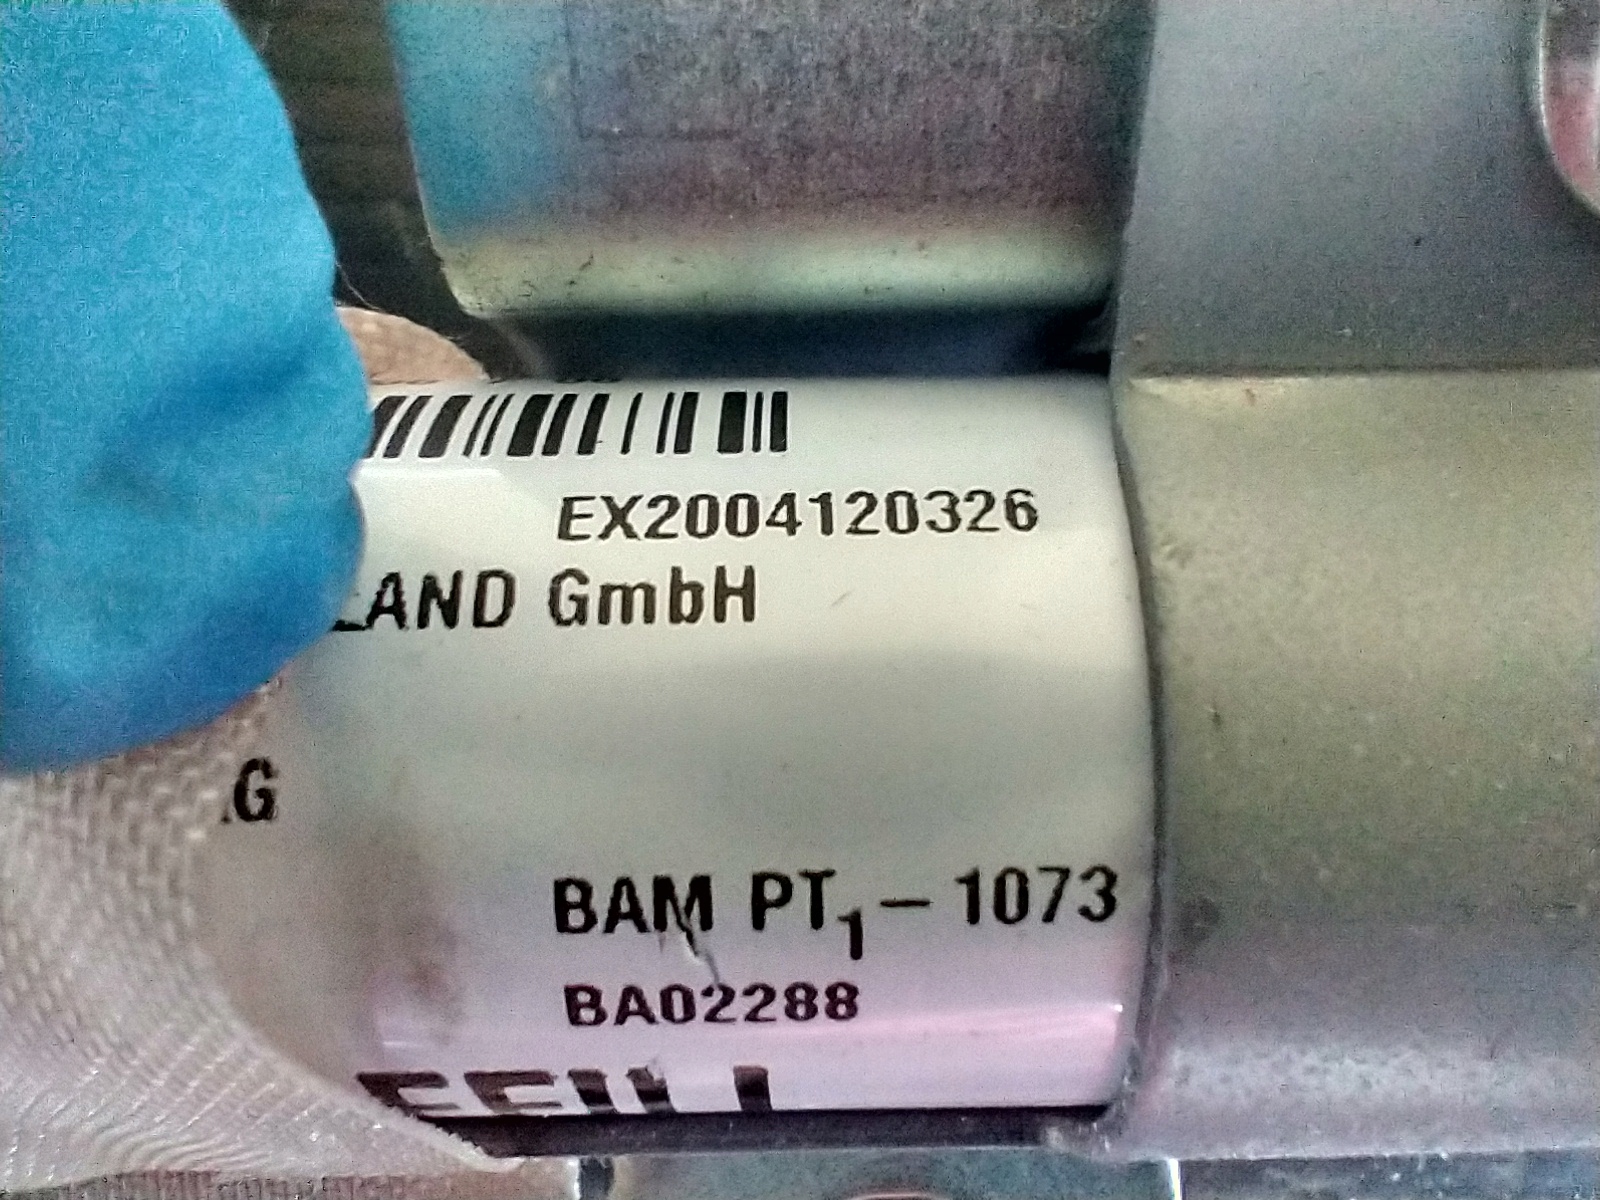 EX2004120326
LAND GmbH
.G
BAM PT1-1073
BA02288